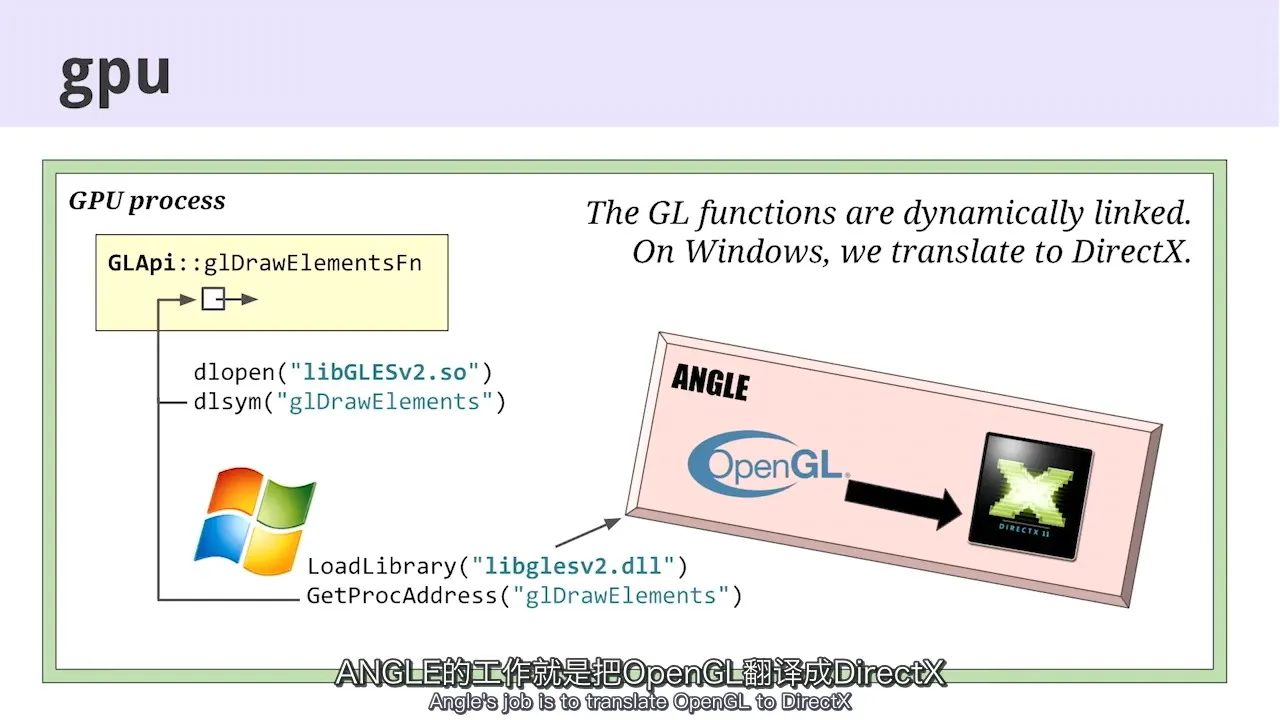 gpu
GPU process
The GL functions are dynamically linked.
On Windows, we translate to DirectX.
GLApi::glDrawElementsFn
dlopen("libGLESv2.so")
dlsym("glDrawElements")
ANGLE
OpenGL®
DIRECTX 11
LoadLibrary("libglesv2.dll")
GetProcAddress("glDrawElements")
ANGLE的工作就是把OpenGL翻译成DirectX
Angle's job is to translate OpenGL to DirectX